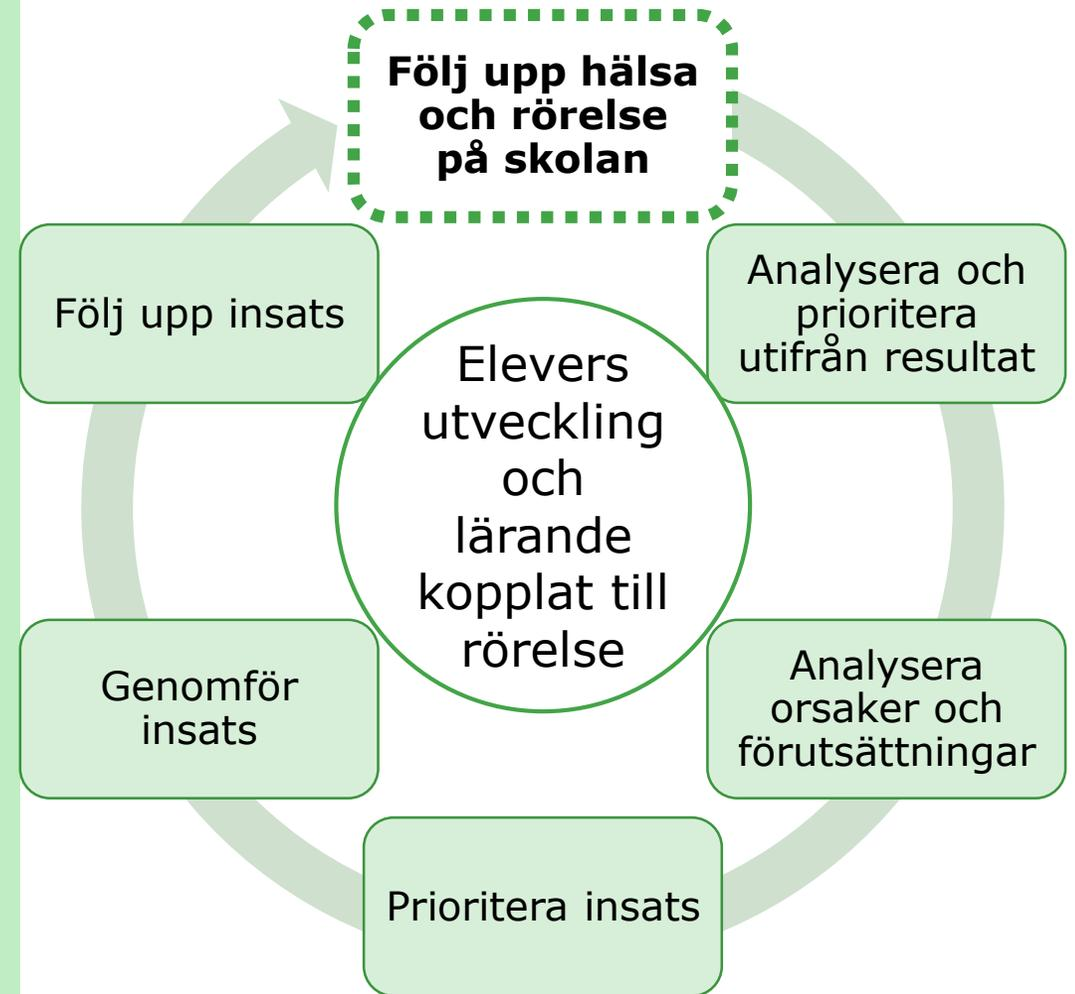 Följ upp hälsa
och rörelse
på skolan
Analysera och
prioritera
utifrån resultat
Analysera
orsaker och
förutsättningar
Prioritera insats
Genomför
insats
Följ upp insats
Elevers
utveckling
och
lärande
kopplat till
rörelse